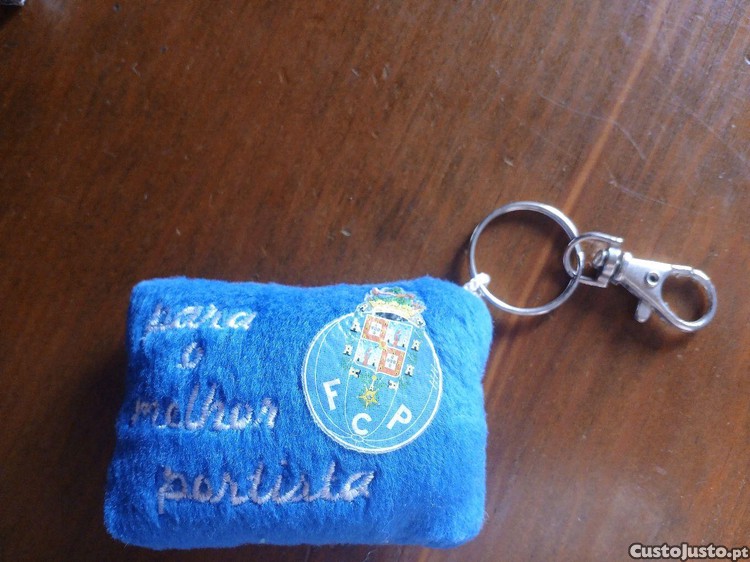 para
o
melhor
portista
FCP
CustoJusto.pt